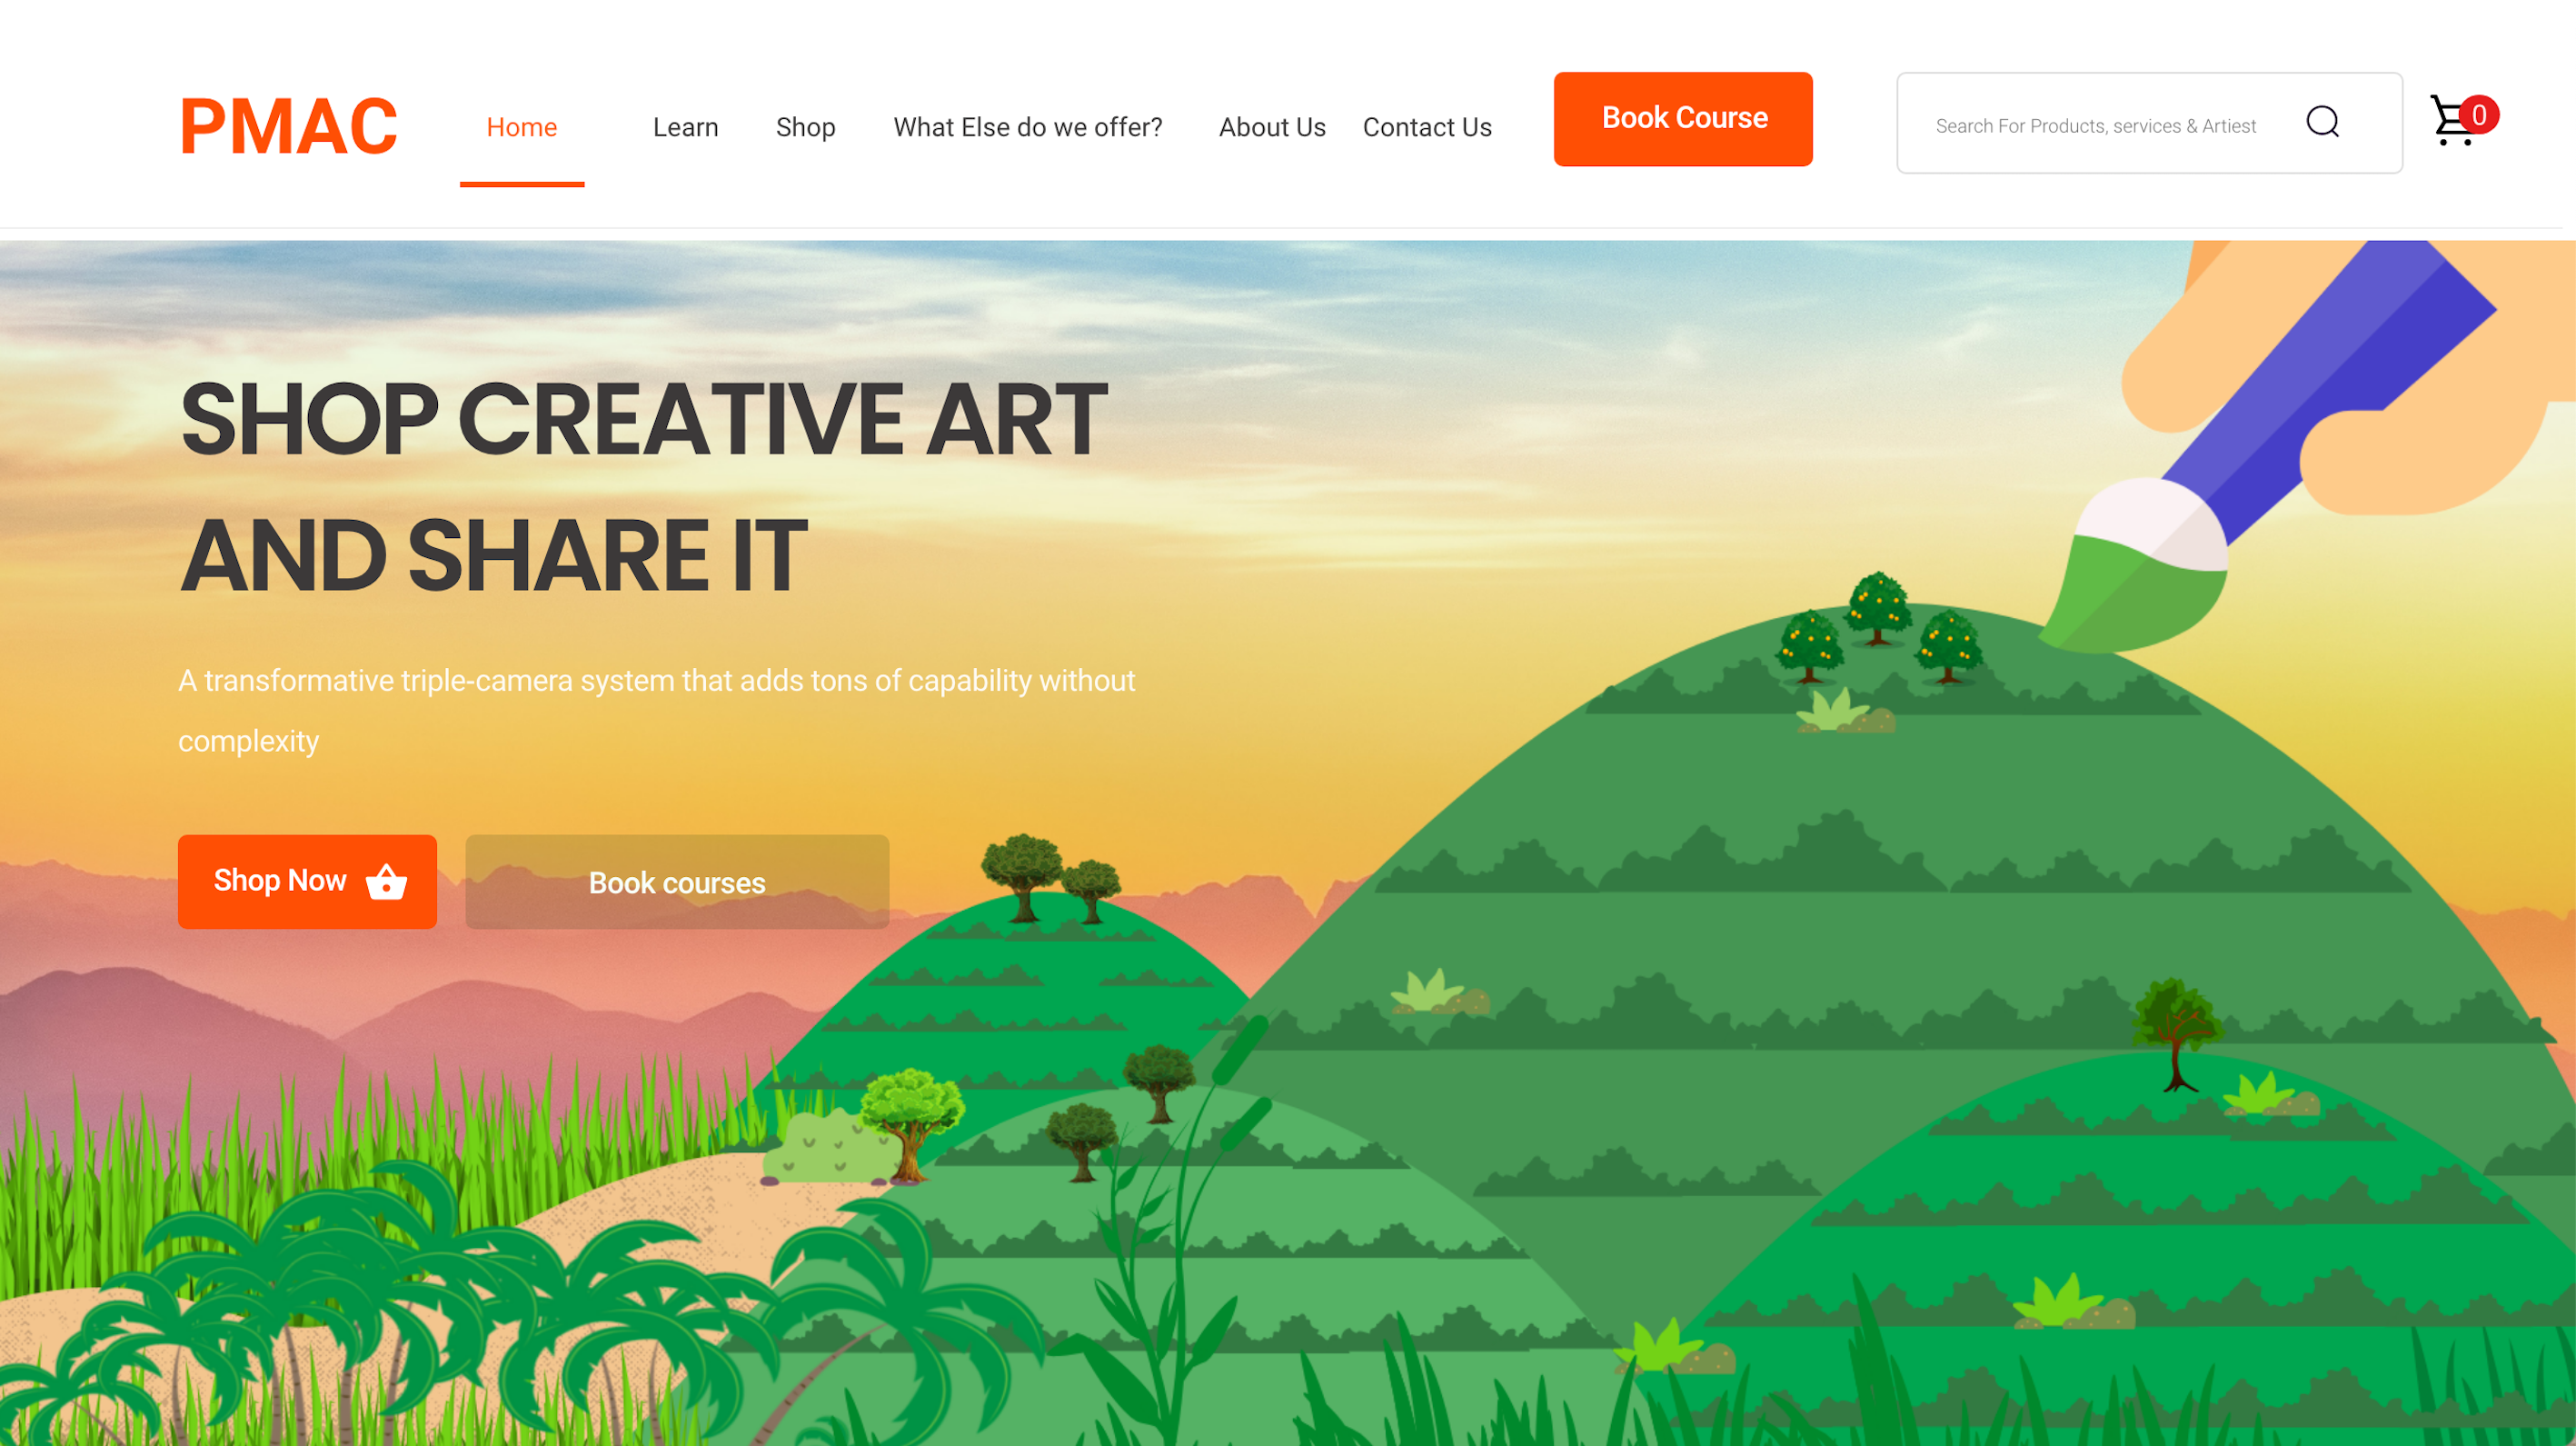 PMAC
Home
Learn
Shop
What Else do we offer?
About Us
Contact Us
Book Course
Search For Products, services & Artiest
0
SHOP CREATIVE ART
AND SHARE IT
A transformative triple-camera system that adds tons of capability without
complexity
Shop Now
Book courses